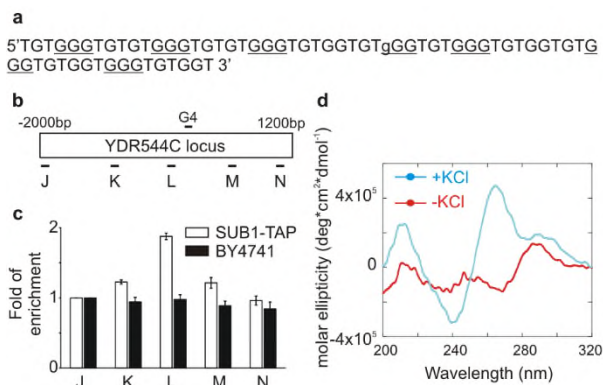 a
5'TGTGGGTGTGTGGGTGTGTGGGTGTGGTGTgGGTGTGGGTGTGGTGTG
GGTGTGGTGGGTGTGGT 3'
b
-2000bp G4 1200bp
YDR544C locus
J K L M N
c
Fold of enrichment
2
1
0
SUB1-TAP
BY4741
J K L M N
d
molar ellipticity (deg*cm²*dmol⁻¹)
4x10⁵
0
-4x10⁵
+KCl
-KCl
200 240 280 320
Wavelength (nm)